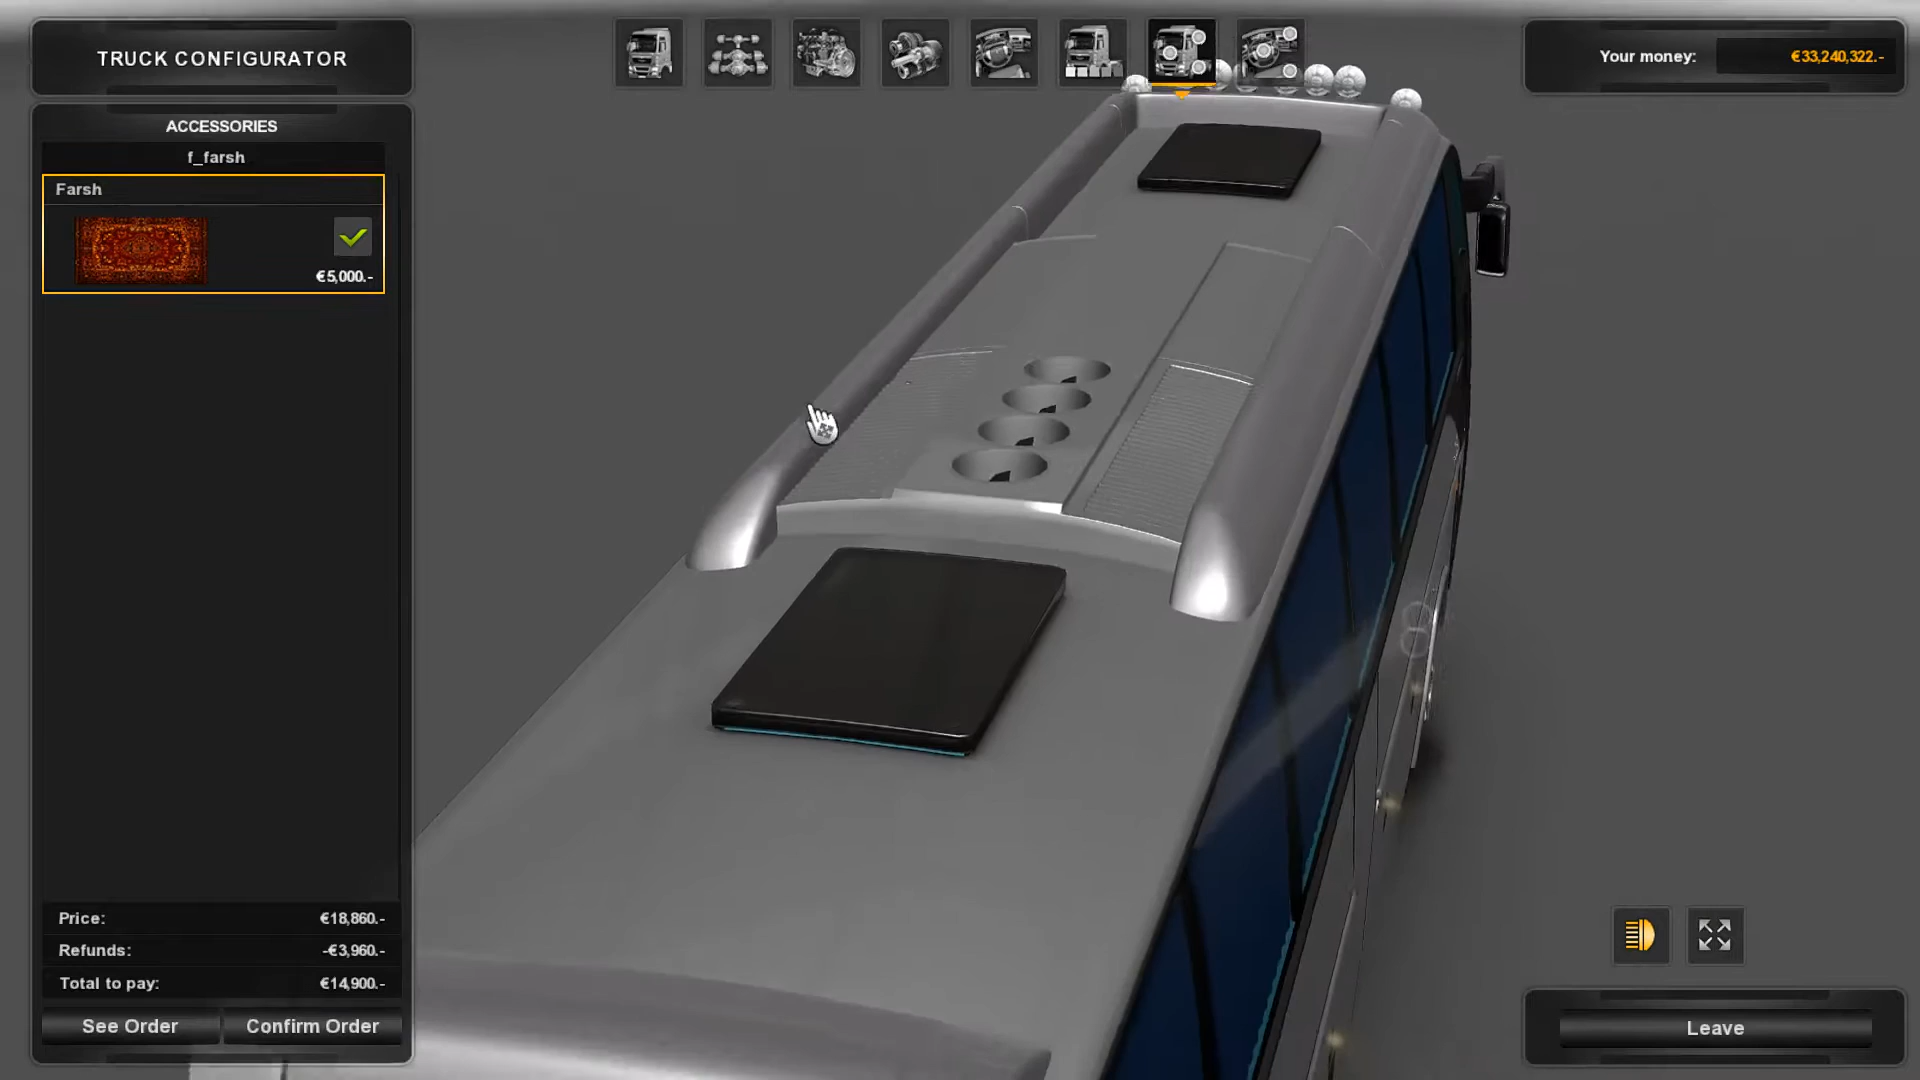 TRUCK CONFIGURATOR
Your money: €33,240,322.-
ACCESSORIES
f_farsh
Farsh
€5,000.-
Price: €18,860.-
Refunds: -€3,960.-
Total to pay: €14,900.-
See Order
Confirm Order
Leave